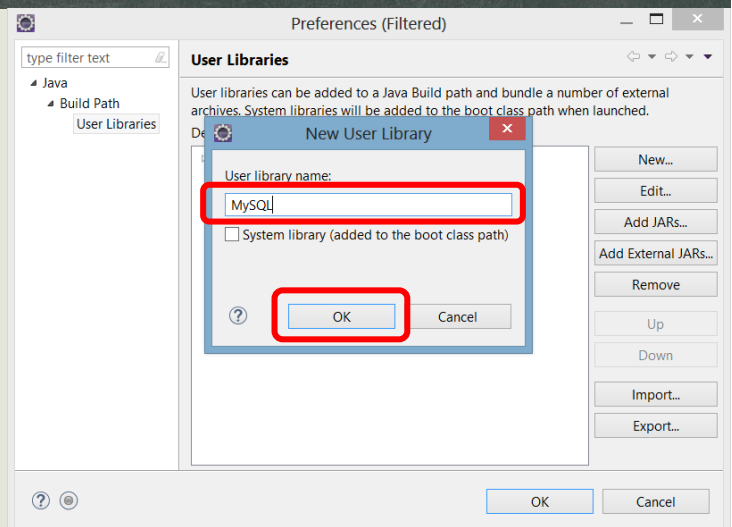 Preferences (Filtered)
type filter text
Java
Build Path
User Libraries
User Libraries
User libraries can be added to a Java Build path and bundle a number of external
archives. System libraries will be added to the boot class path when launched.
De
New User Library
User library name:
MySQL
System library (added to the boot class path)
OK
Cancel
New...
Edit...
Add JARs...
Add External JARs...
Remove
Up
Down
Import...
Export...
OK
Cancel